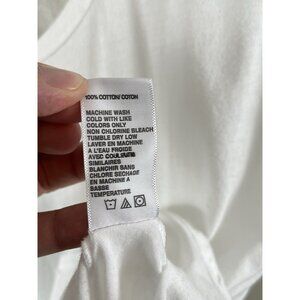 100% COTTON/COTON
MACHINE WASH
COLD WITH LIKE
COLORS ONLY
NON CHLORINE BLEACH
TUMBLE DRY LOW
LAVER EN MACHINE
A L'EAU FROIDE
AVEC COULEURS
SIMILAIRES
BLANCHIR SANS
CHLORE SECHAGE
EN MACHINE A
BASSE
TEMPERATURE